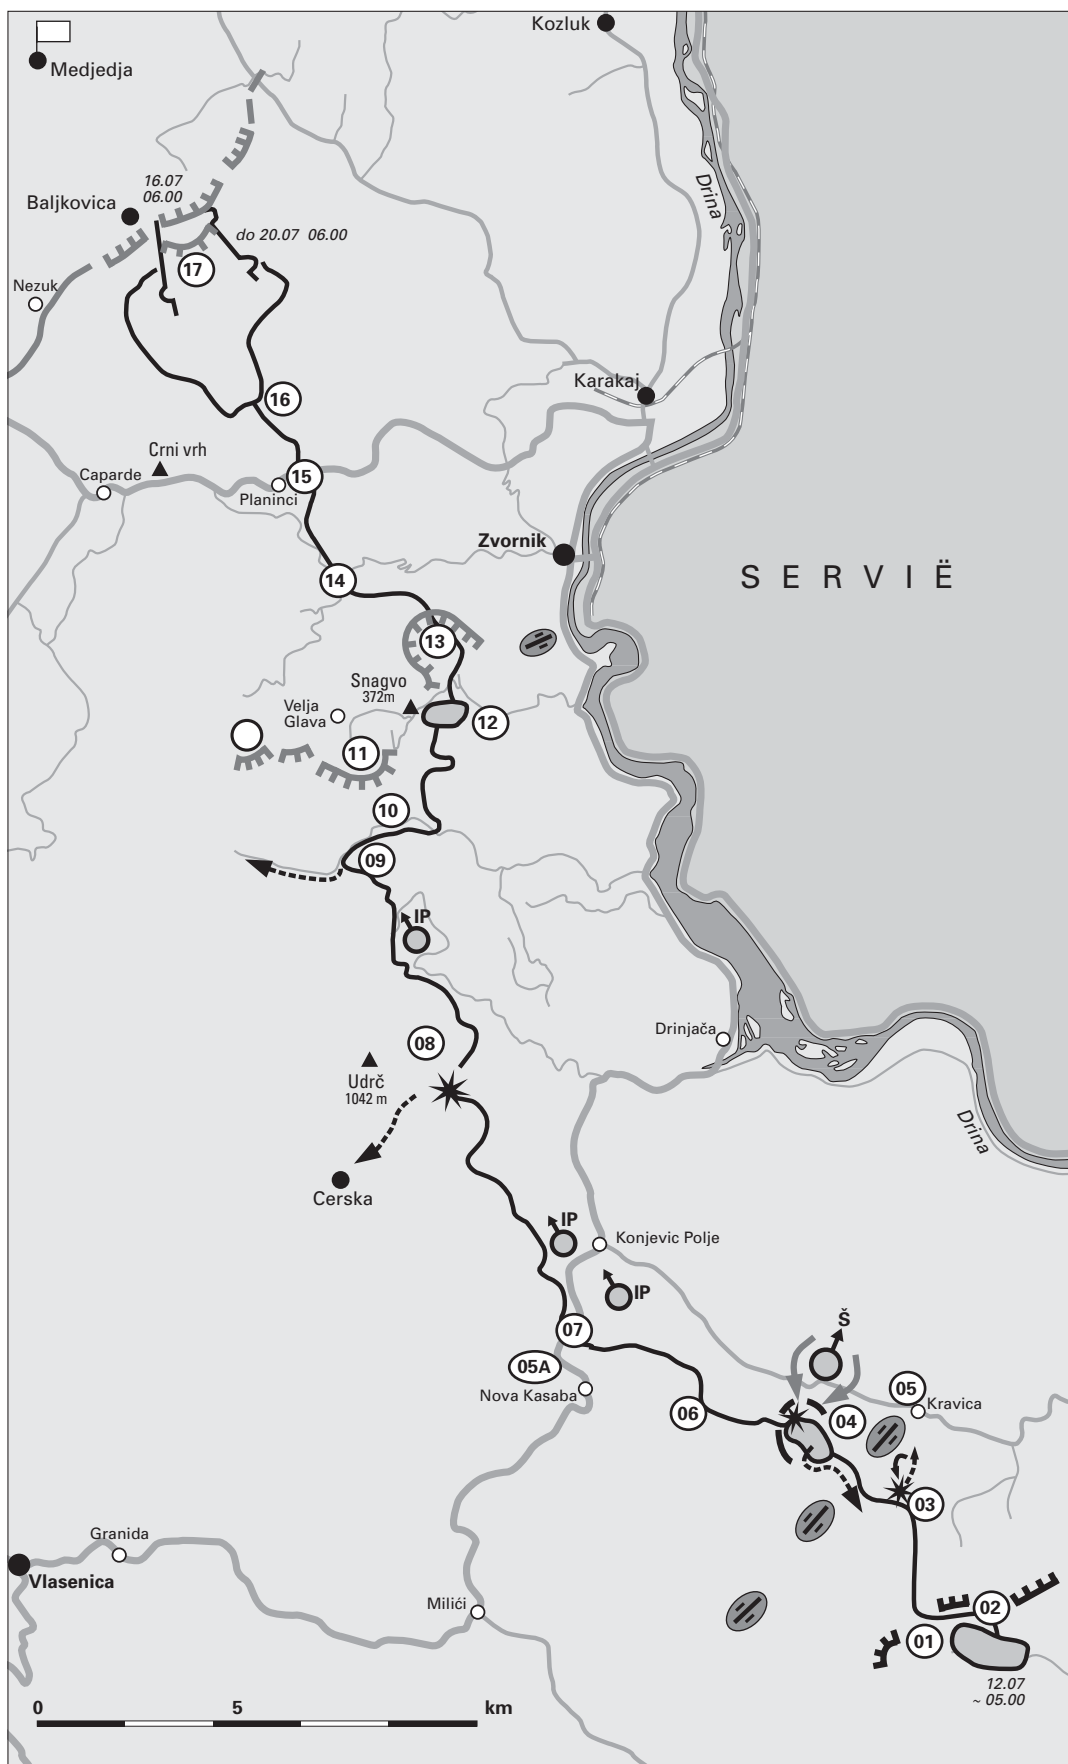 Kozluk
Medjedja
Drina
16.07
06.00
Baljkovica
do 20.07 06.00
17
Nezuk
Karakaj
16
Crni vrh
Caparde
15
Planinci
Zvornik
SERVIË
14
13
Snagvo
372m
Velja
Glava
12
11
10
09
IP
08
Drinjača
Udrč
1042 m
Drina
Cerska
IP
Konjevic Polje
IP
Š
07
05A
Nova Kasaba
05
Kravica
06
04
03
Granida
Vlasenica
Milići
02
01
12.07
~ 05.00
0 5 km